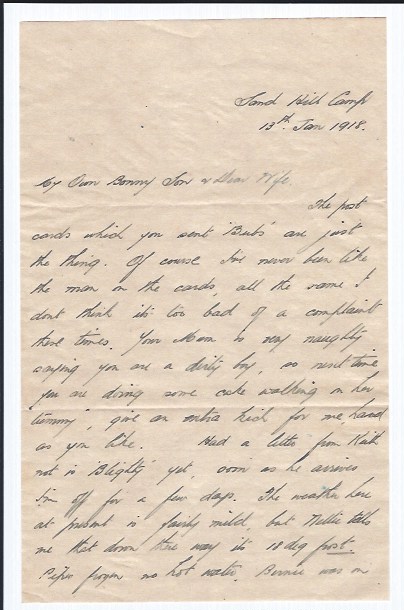 Sand Hill Camp
13th Jan 1918.
My Own Bonny Son & Dear Wife.
The post
cards which you sent "Bub" are just
the thing. Of course I've never been like
the man on the cards, all the same I
dont think its too bad of a complaint
these times. Your Mam is very naughty
saying you are a dirty boy, so next time
you are doing some cake walking on her
"tummy", give an extra kick for me, hard
as you like. Had a letter from Keith
not in "Blighty" yet, soon as he arrives
I'm off for a few days. The weather here
at present is fairly mild, but Nellie tells
me that down there way its 18 deg frost.
Pipes frozen no hot water. Bernie was on